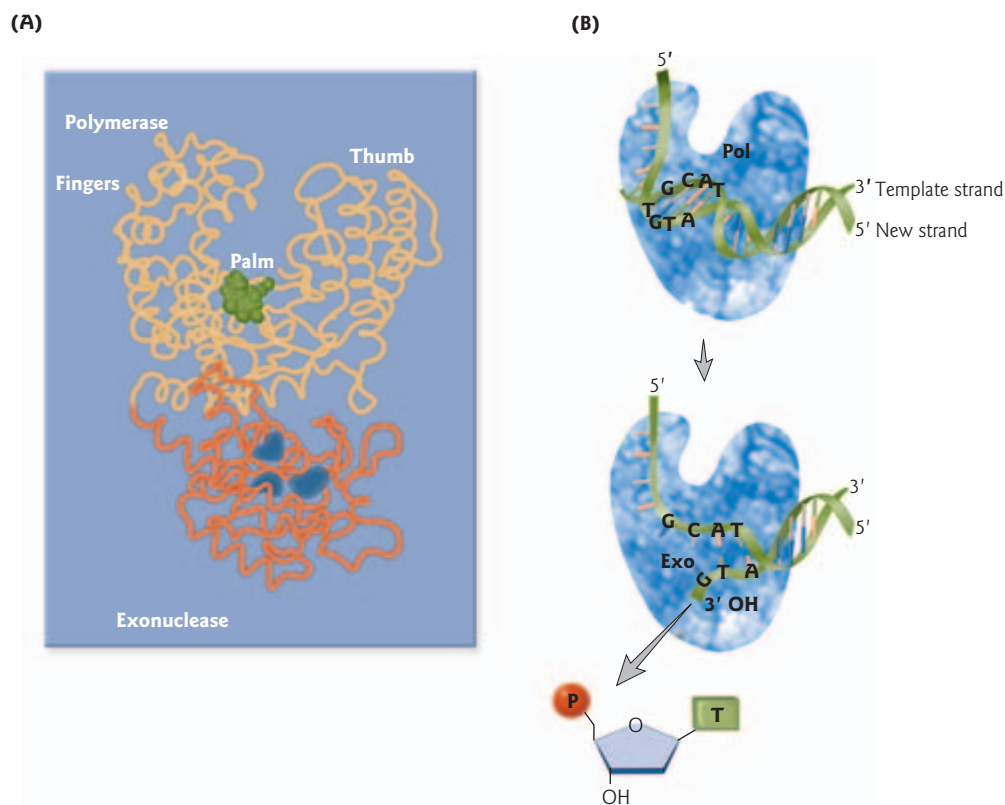 (A)
Polymerase
Fingers
Thumb
Palm
Exonuclease
(B)
5′
Pol
G C A T
T G T A
3′ Template strand
5′ New strand
5′
G C A T
Exo
G T A
3′ OH
3′
5′
P
O
T
OH